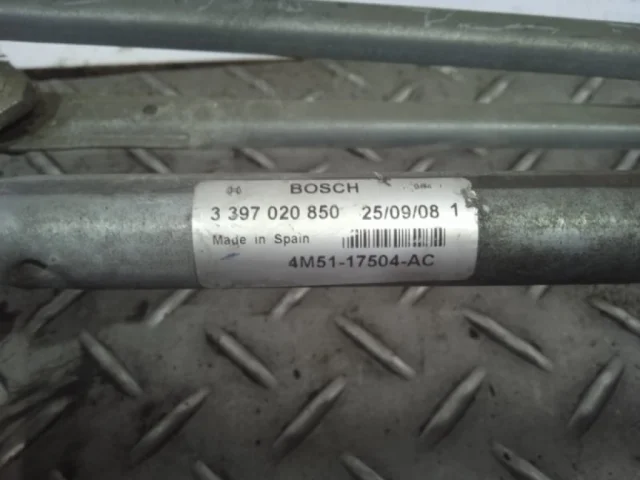 BOSCH
3 397 020 850 25/09/08 1
Made in Spain
4M51-17504-AC